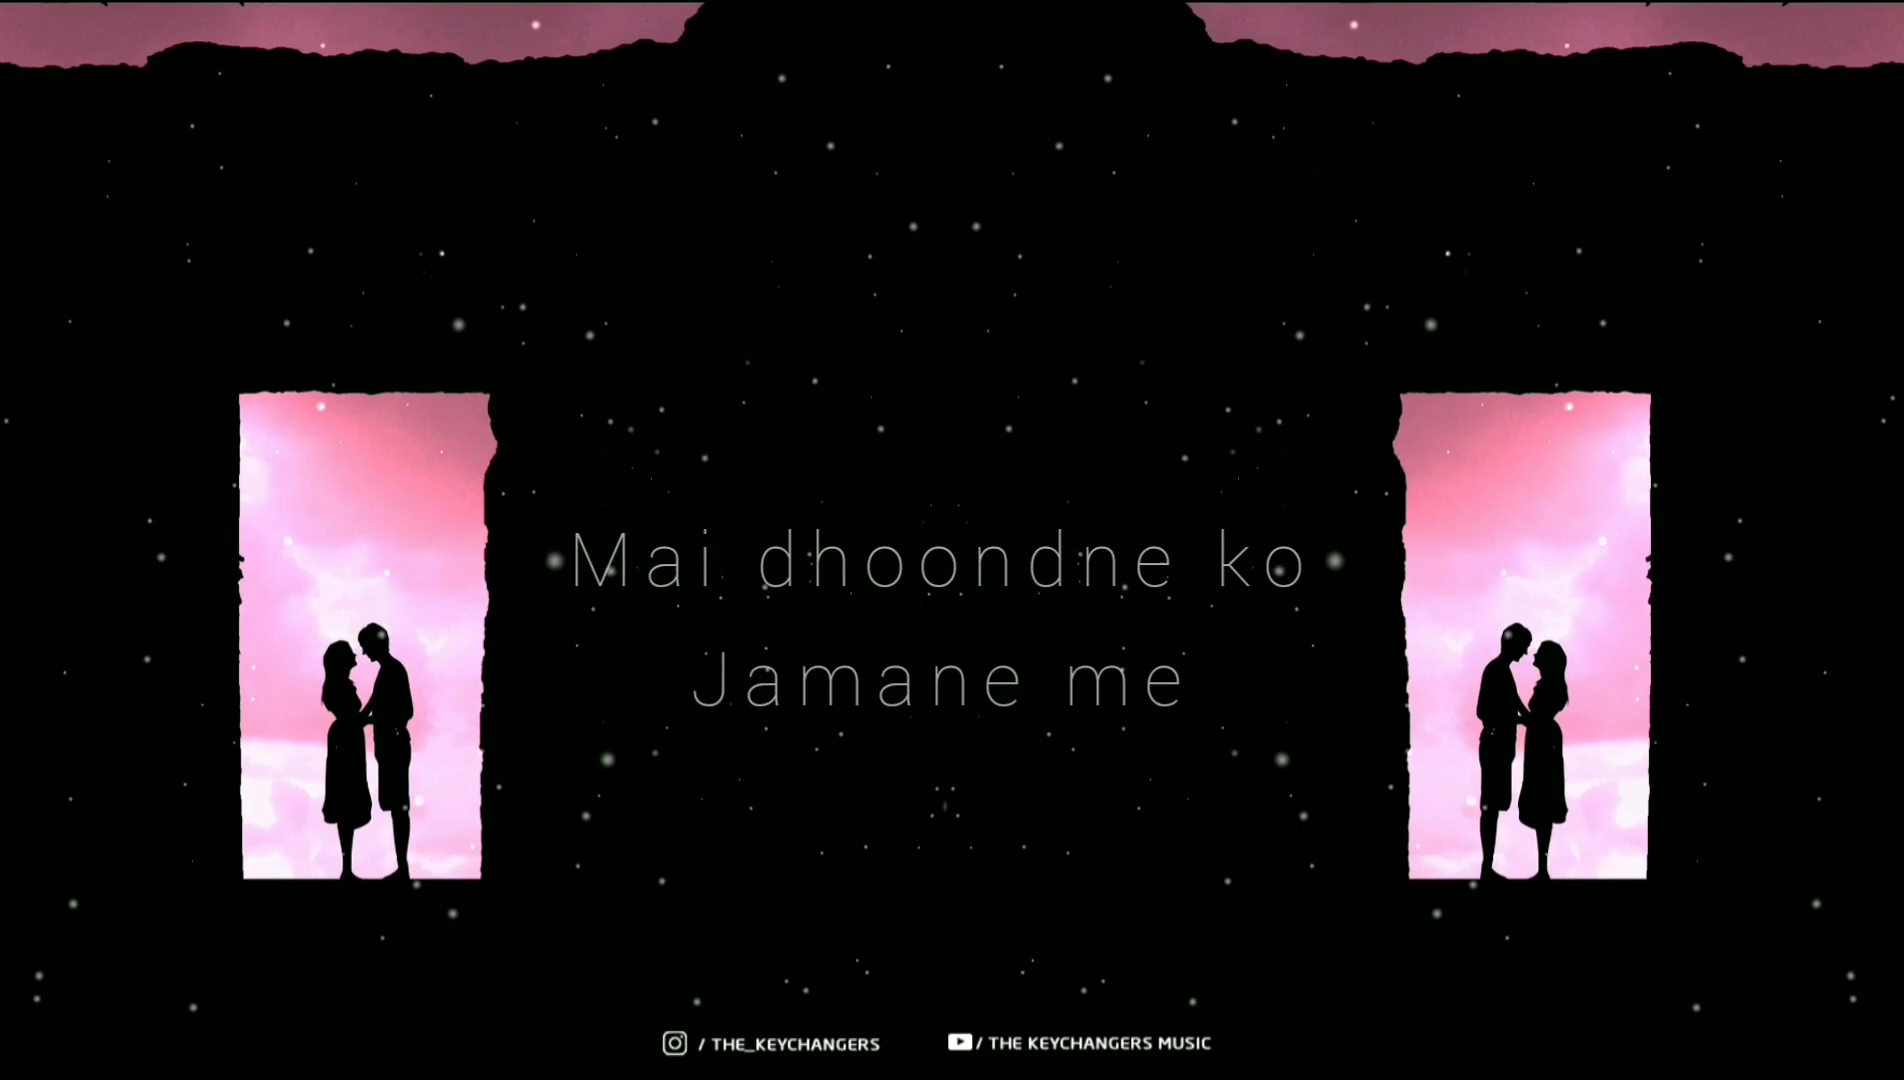 Mai dhoondne ko
Jamane me
/ THE_KEYCHANGERS
/ THE KEYCHANGERS MUSIC